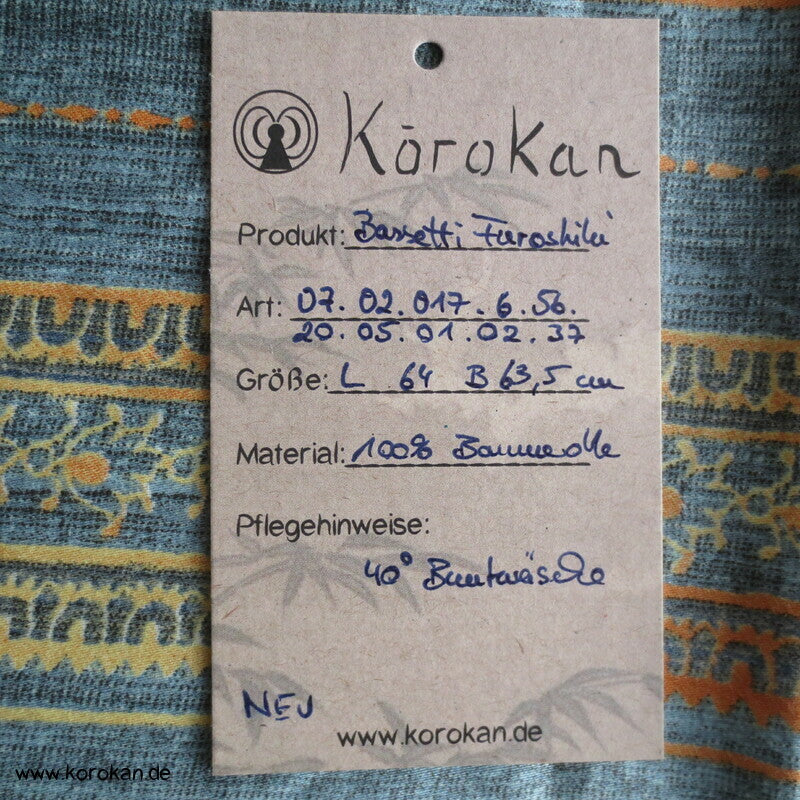 Kōrokan
Produkt: Bassetti Furoshiki
Art: 07. 02. 017. 6. 56.
20. 05. 01. 02. 37
Größe: L 64 B 63,5 cm
Material: 100% Baumwolle
Pflegehinweise:
40° Buntwäsche
NEU
www.korokan.de
www.korokan.de